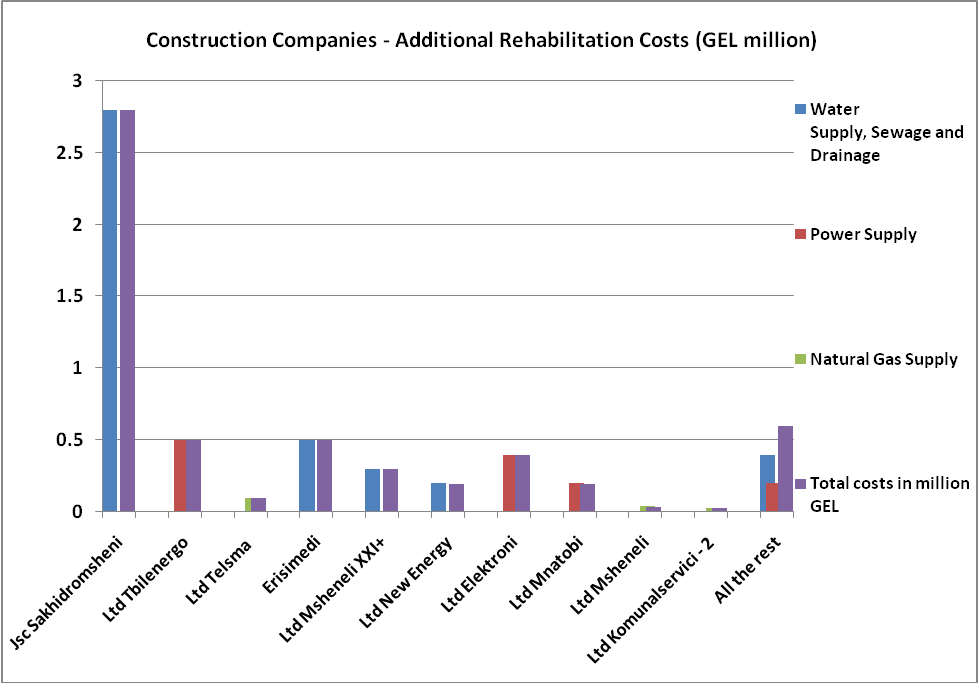 Construction Companies - Additional Rehabilitation Costs (GEL million)
3
2.5
2
1.5
1
0.5
0
Jsc Sakhidromsheni
Ltd Tbilenergo
Ltd Telsma
Erisimedi
Ltd Msheneli XXI+
Ltd New Energy
Ltd Elektroni
Ltd Mnatobi
Ltd Msheneli
Ltd Komunalservici - 2
All the rest
Water
Supply, Sewage and
Drainage
Power Supply
Natural Gas Supply
Total costs in million
GEL